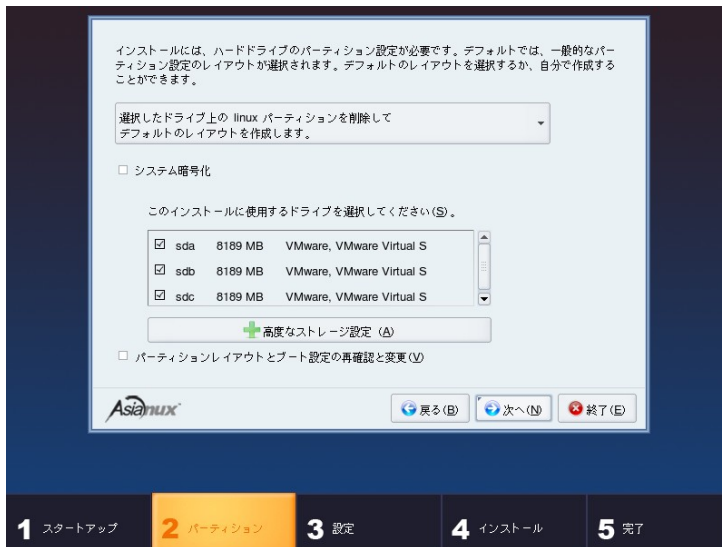 インストールには、ハードドライブのパーティション設定が必要です。デフォルトでは、一般的なパー
ティション設定のレイアウトが選択されます。デフォルトのレイアウトを選択するか、自分で作成する
ことができます。
選択したドライブ上の linux パーティションを削除して
デフォルトのレイアウトを作成します。
システム暗号化
このインストールに使用するドライブを選択してください(S)。
sda 8189 MB VMware, VMware Virtual S
sdb 8189 MB VMware, VMware Virtual S
sdc 8189 MB VMware, VMware Virtual S
高度なストレージ設定 (A)
パーティションレイアウトとブート設定の再確認と変更(V)
Asianux
戻る(B) 次へ(N) 終了(E)
1 スタートアップ 2 パーティション 3 設定 4 インストール 5 完了